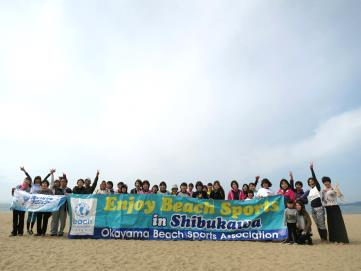 Enjoy Beach Sports
in Shibukawa
Okayama Beach Sports Association